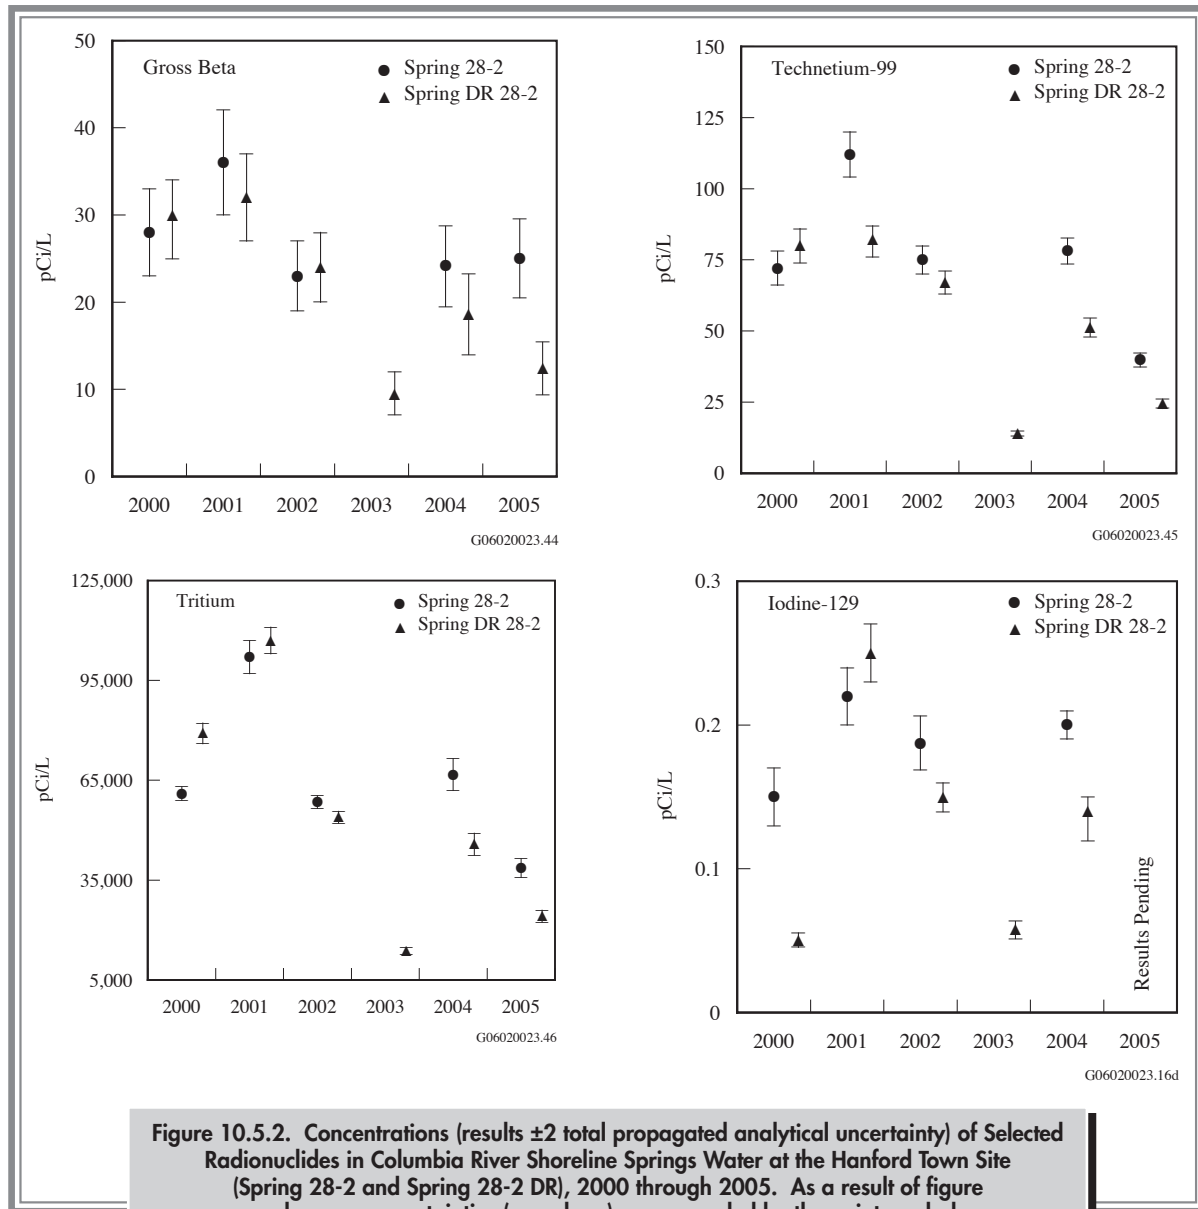 Gross Beta
Spring 28-2
Spring DR 28-2
50
40
30
20
10
0
pCi/L
2000 2001 2002 2003 2004 2005
G06020023.44
Technetium-99
Spring 28-2
Spring DR 28-2
150
125
100
75
50
25
0
pCi/L
2000 2001 2002 2003 2004 2005
G06020023.45
Tritium
Spring 28-2
Spring DR 28-2
125,000
95,000
65,000
35,000
5,000
pCi/L
2000 2001 2002 2003 2004 2005
G06020023.46
Iodine-129
Spring 28-2
Spring DR 28-2
0.3
0.2
0.1
0
pCi/L
Results Pending
2000 2001 2002 2003 2004 2005
G06020023.16d
Figure 10.5.2. Concentrations (results ±2 total propagated analytical uncertainty) of Selected
Radionuclides in Columbia River Shoreline Springs Water at the Hanford Town Site
(Spring 28-2 and Spring 28-2 DR), 2000 through 2005. As a result of figure